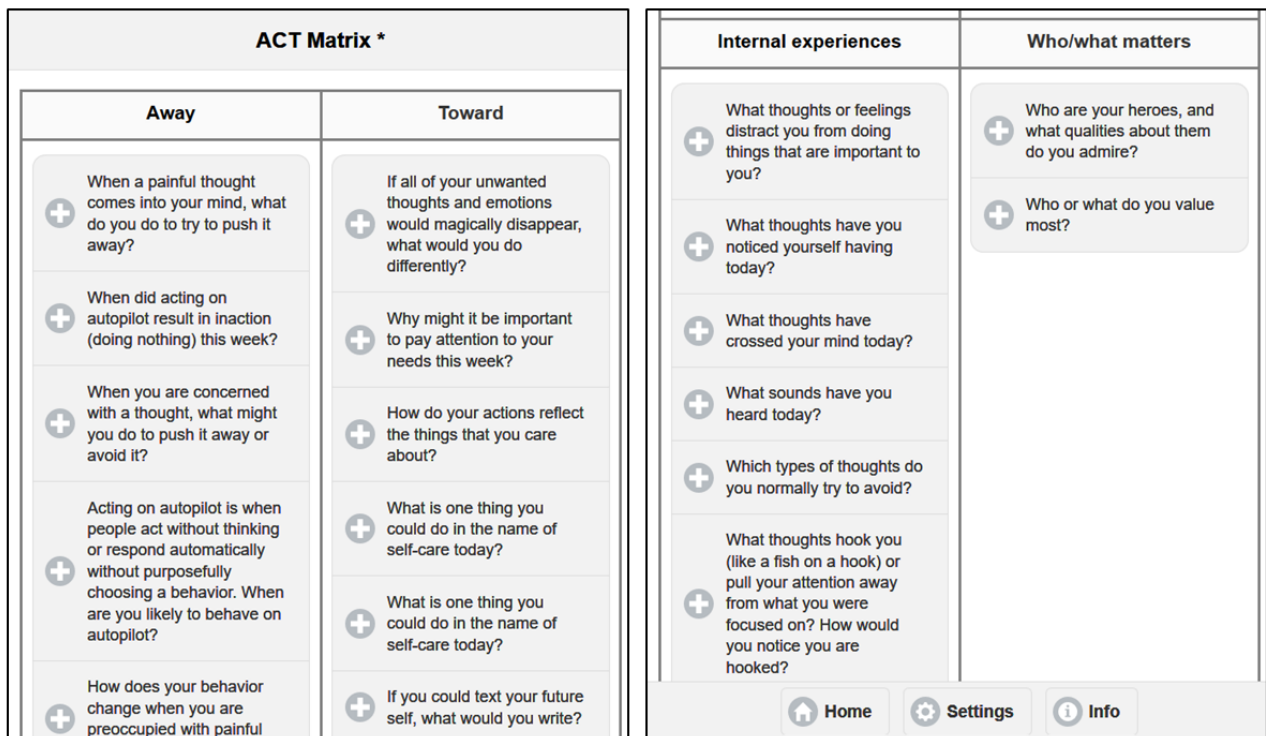 ACT Matrix *
Away
When a painful thought
comes into your mind, what
do you do to try to push it
away?
When did acting on
autopilot result in inaction
(doing nothing) this week?
When you are concerned
with a thought, what might
you do to push it away or
avoid it?
Acting on autopilot is when
people act without thinking
or respond automatically
without purposefully
choosing a behavior. When
are you likely to behave on
autopilot?
How does your behavior
change when you are
preoccupied with painful
Toward
If all of your unwanted
thoughts and emotions
would magically disappear,
what would you do
differently?
Why might it be important
to pay attention to your
needs this week?
How do your actions reflect
the things that you care
about?
What is one thing you
could do in the name of
self-care today?
What is one thing you
could do in the name of
self-care today?
If you could text your future
self, what would you write?
Internal experiences
What thoughts or feelings
distract you from doing
things that are important to
you?
What thoughts have you
noticed yourself having
today?
What thoughts have
crossed your mind today?
What sounds have you
heard today?
Which types of thoughts do
you normally try to avoid?
What thoughts hook you
(like a fish on a hook) or
pull your attention away
from what you were
focused on? How would
you notice you are
hooked?
Who/what matters
Who are your heroes, and
what qualities about them
do you admire?
Who or what do you value
most?
Home
Settings
Info